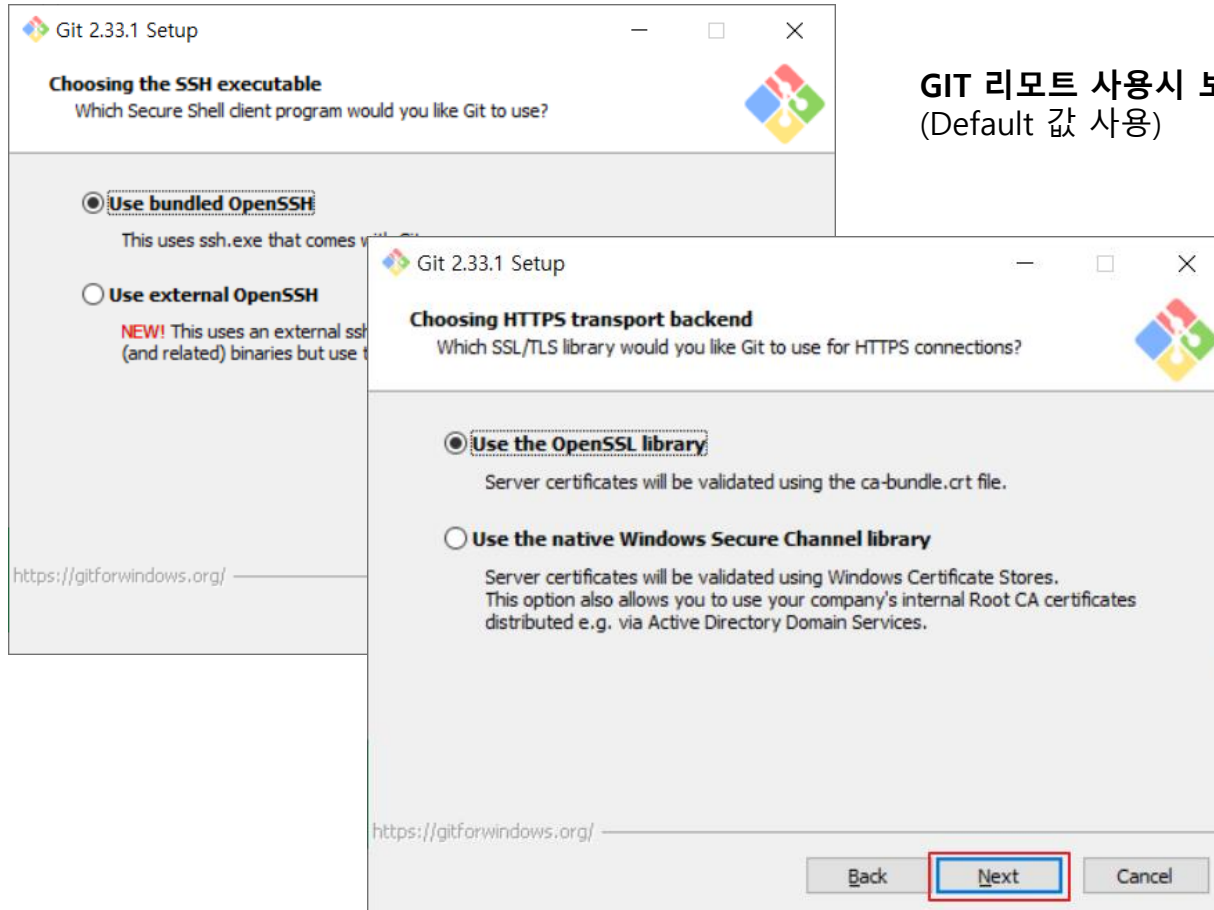 Git 2.33.1 Setup
Choosing the SSH executable
Which Secure Shell client program would you like Git to use?
Use bundled OpenSSH
This uses ssh.exe that comes
Use external OpenSSH
NEW! This uses an external ssh
(and related) binaries but use
https://gitforwindows.org/
GIT 리모트 사용시
(Default 값 사용)
Git 2.33.1 Setup
Choosing HTTPS transport backend
Which SSL/TLS library would you like Git to use for HTTPS connections?
Use the OpenSSL library
Server certificates will be validated using the ca-bundle.crt file.
Use the native Windows Secure Channel library
Server certificates will be validated using Windows Certificate Stores.
This option also allows you to use your company's internal Root CA certificates
distributed e.g. via Active Directory Domain Services.
https://gitforwindows.org/
Back
Next
Cancel